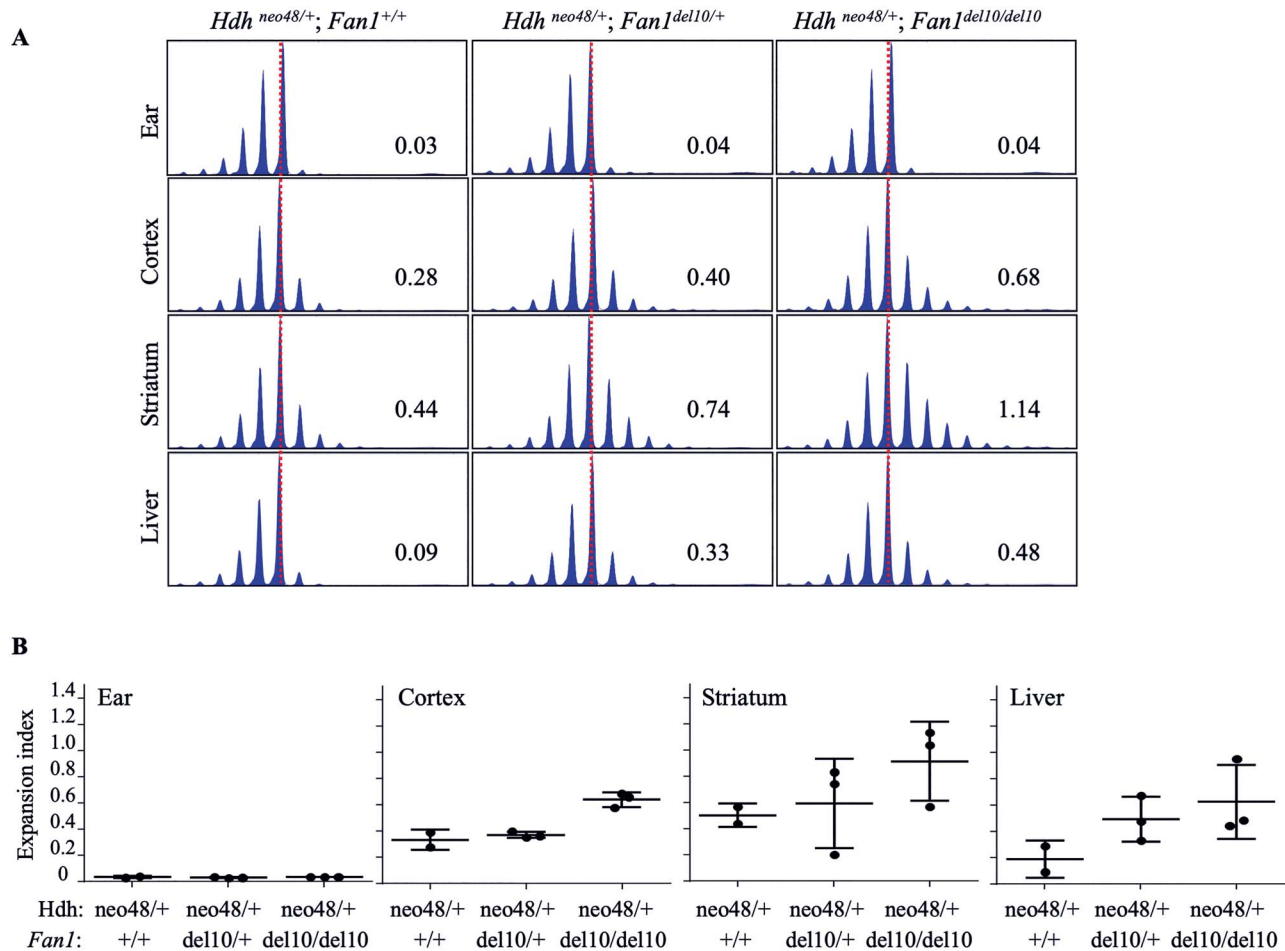 A
Hdh neo48/+; Fan1+/+
Hdh neo48/+; Fan1del10/+
Hdh neo48/+; Fan1del10/del10
Ear
0.03
0.04
0.04
Cortex
0.28
0.40
0.68
Striatum
0.44
0.74
1.14
Liver
0.09
0.33
0.48
B
Expansion index
1.4
1.2
1.0
0.8
0.6
0.4
0.2
0
Ear
Cortex
Striatum
Liver
Hdh: neo48/+ neo48/+ neo48/+ neo48/+ neo48/+ neo48/+ neo48/+ neo48/+ neo48/+ neo48/+ neo48/+ neo48/+
Fan1: +/+ del10/+ del10/del10 +/+ del10/+ del10/del10 +/+ del10/+ del10/del10 +/+ del10/+ del10/del10